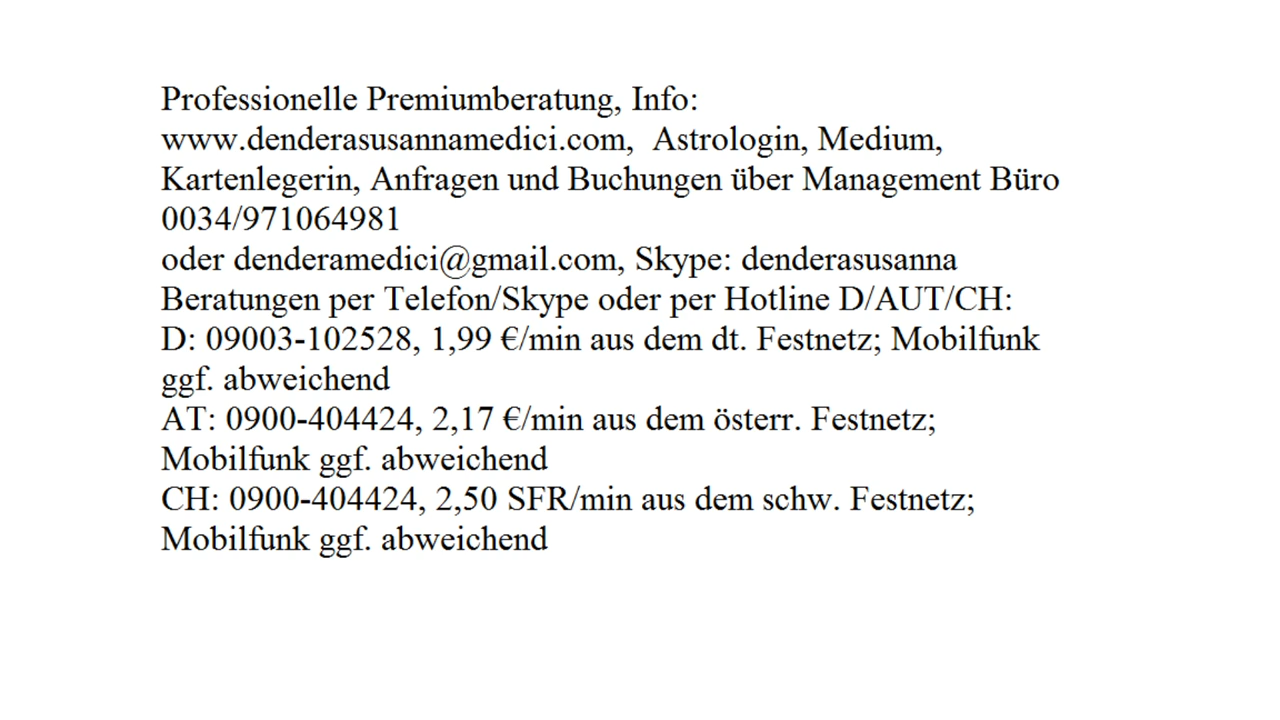 Professionelle Premiumberatung, Info:
www.denderasusannamedici.com,  Astrologin, Medium,
Kartenlegerin, Anfragen und Buchungen über Management Büro
0034/971064981
oder denderamedici@gmail.com, Skype: denderasusanna
Beratungen per Telefon/Skype oder per Hotline D/AUT/CH:
D: 09003-102528, 1,99 €/min aus dem dt. Festnetz; Mobilfunk
ggf. abweichend
AT: 0900-404424, 2,17 €/min aus dem österr. Festnetz;
Mobilfunk ggf. abweichend
CH: 0900-404424, 2,50 SFR/min aus dem schw. Festnetz;
Mobilfunk ggf. abweichend